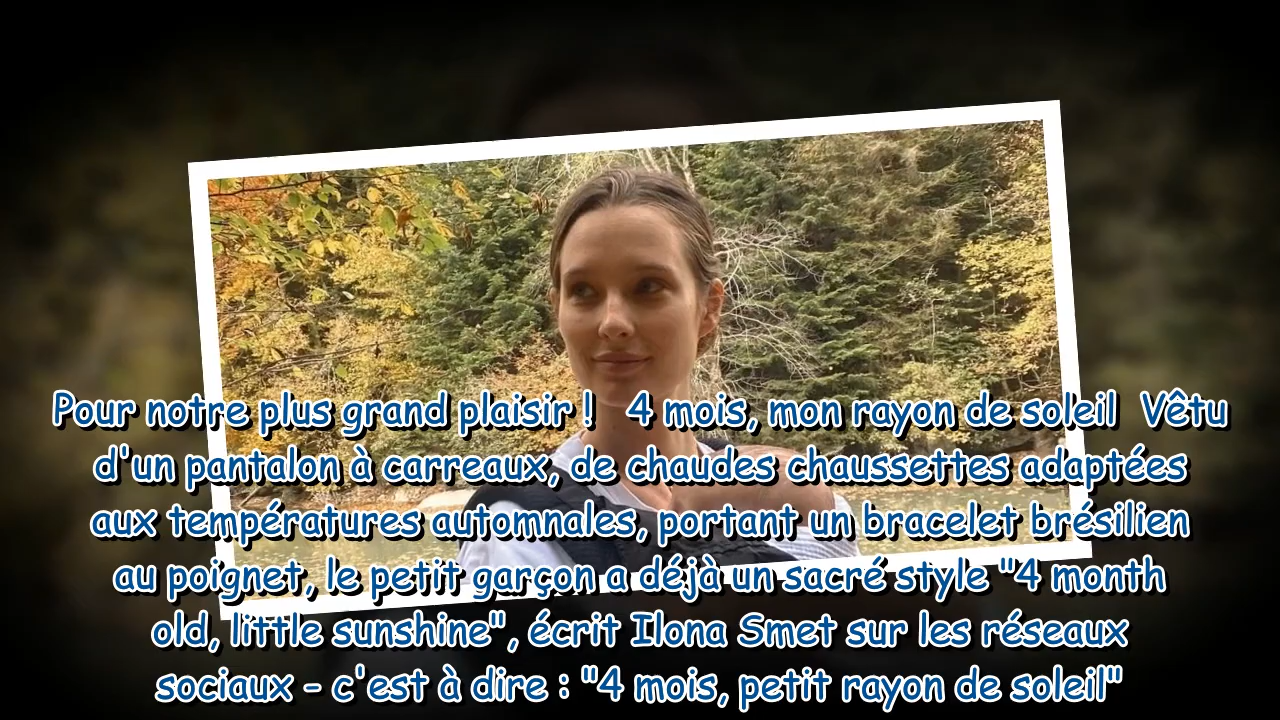 Pour notre plus grand plaisir ! 4 mois, mon rayon de soleil Vêtu
d'un pantalon à carreaux, de chaudes chaussettes adaptées
aux températures automnales, portant un bracelet brésilien
au poignet, le petit garçon a déjà un sacré style "4 month
old, little sunshine", écrit Ilona Smet sur les réseaux
sociaux - c'est à dire : "4 mois, petit rayon de soleil"